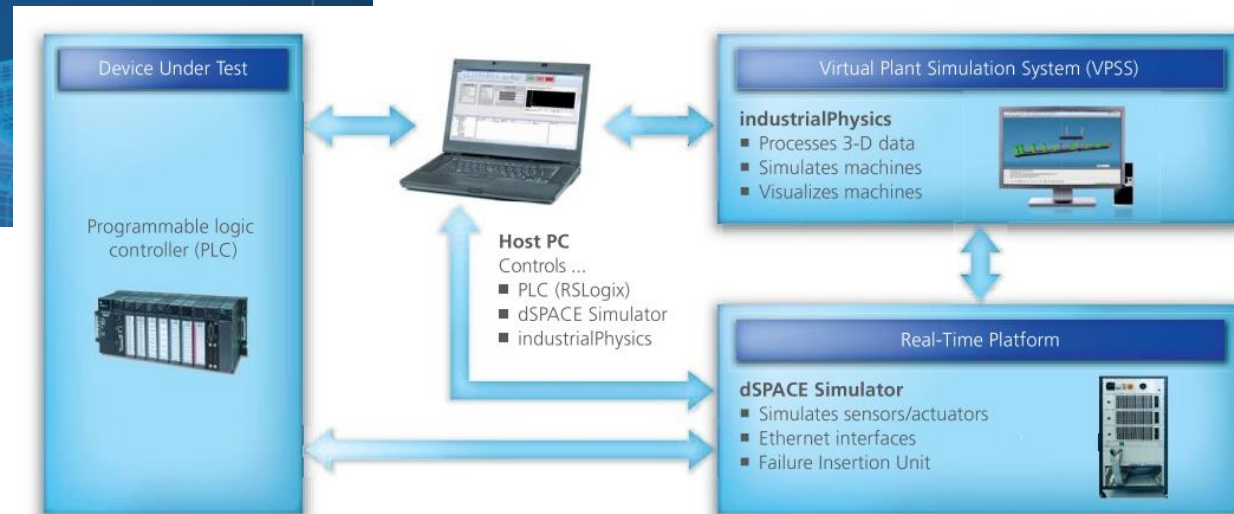 Device Under Test
Programmable logic
controller (PLC)
Host PC
Controls ...
■ PLC (RSLogix)
■ dSPACE Simulator
■ industrialPhysics
Virtual Plant Simulation System (VPSS)
industrialPhysics
■ Processes 3-D data
■ Simulates machines
■ Visualizes machines
Real-Time Platform
dSPACE Simulator
■ Simulates sensors/actuators
■ Ethernet interfaces
■ Failure Insertion Unit